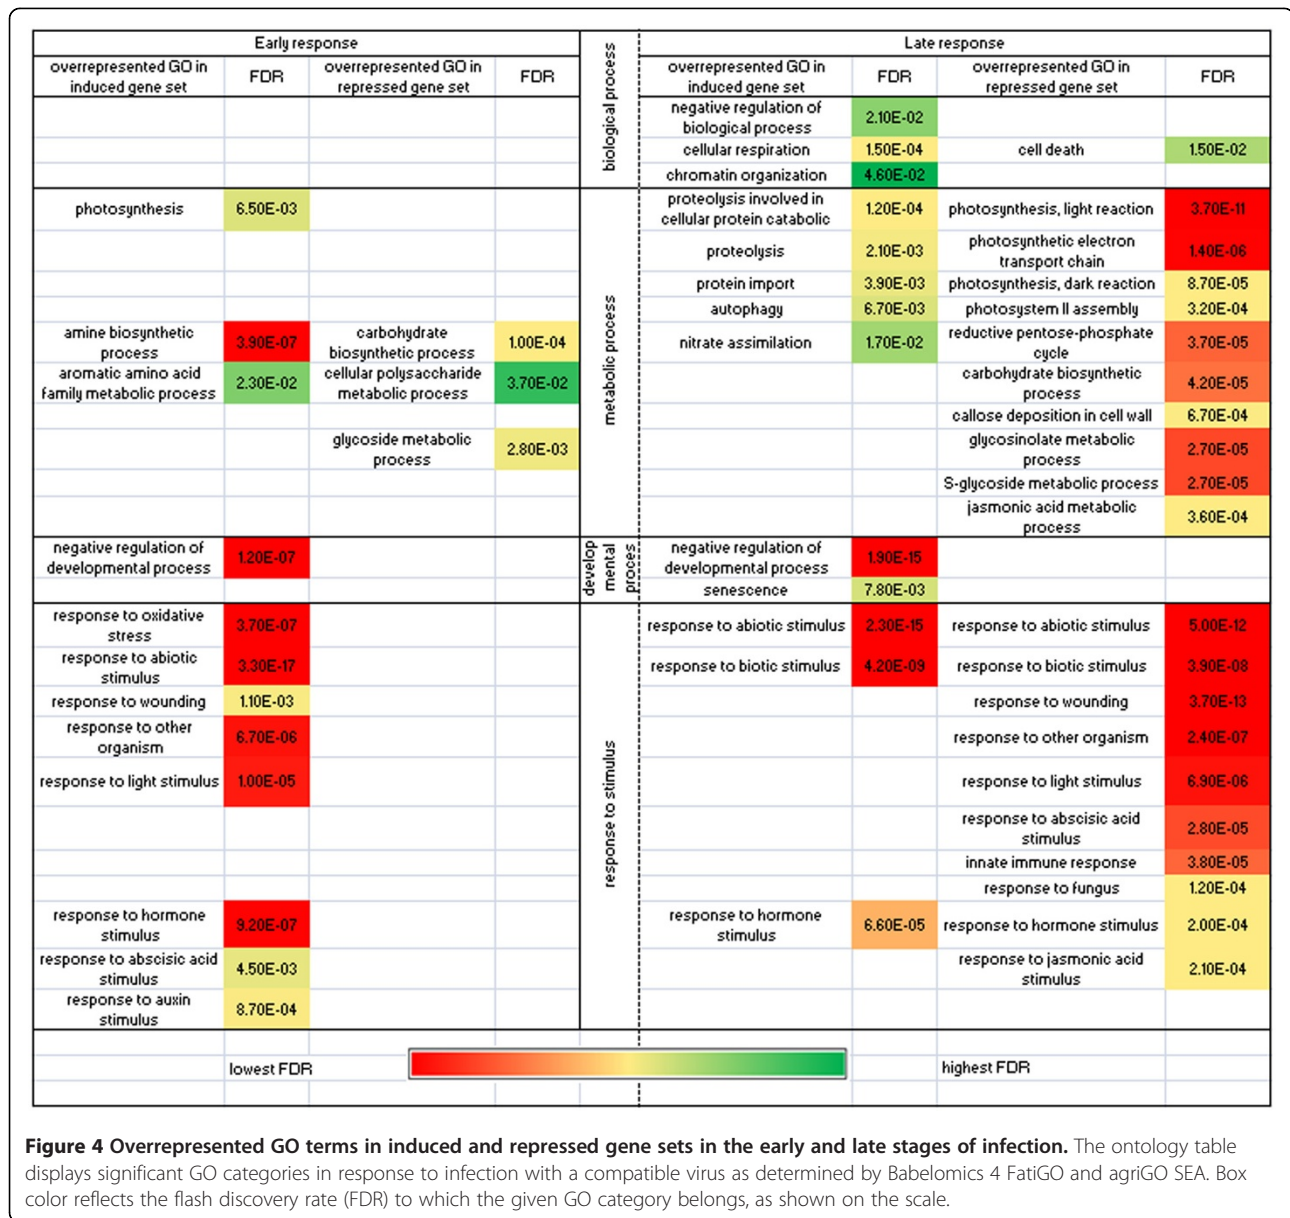 Early response
biological process
Late response
overrepresented GO in
induced gene set
FDR
overrepresented GO in
repressed gene set
FDR
overrepresented GO in
induced gene set
FDR
overrepresented GO in
repressed gene set
FDR
negative regulation of
biological process
2.10E-02
cellular respiration
1.50E-04
cell death
1.50E-02
chromatin organization
4.60E-02
metabolic process
photosynthesis
6.50E-03
proteolysis involved in
cellular protein catabolic
1.20E-04
photosynthesis, light reaction
3.70E-11
proteolysis
2.10E-03
photosynthetic electron
transport chain
1.40E-06
protein import
3.90E-03
photosynthesis, dark reaction
8.70E-05
autophagy
6.70E-03
photosystem II assembly
3.20E-04
amine biosynthetic
process
3.90E-07
carbohydrate
biosynthetic process
1.00E-04
nitrate assimilation
1.70E-02
reductive pentose-phosphate
cycle
3.70E-05
aromatic amino acid
family metabolic process
2.30E-02
cellular polysaccharide
metabolic process
3.70E-02
carbohydrate biosynthetic
process
4.20E-05
callose deposition in cell wall
6.70E-04
glycoside metabolic
process
2.80E-03
glycosinolate metabolic
process
2.70E-05
S-glycoside metabolic process
2.70E-05
jasmonic acid metabolic
process
3.60E-04
develop
mental
proces
negative regulation of
developmental process
1.20E-07
negative regulation of
developmental process
1.90E-15
senescence
7.80E-03
response to stimulus
response to oxidative
stress
3.70E-07
response to abiotic stimulus
2.30E-15
response to abiotic stimulus
5.00E-12
response to abiotic
stimulus
3.30E-17
response to biotic stimulus
4.20E-09
response to biotic stimulus
3.90E-08
response to wounding
1.10E-03
response to wounding
3.70E-13
response to other
organism
6.70E-06
response to other organism
2.40E-07
response to light stimulus
1.00E-05
response to light stimulus
6.90E-06
response to abscisic acid
stimulus
2.80E-05
innate immune response
3.80E-05
response to fungus
1.20E-04
response to hormone
stimulus
9.20E-07
response to hormone
stimulus
6.60E-05
response to hormone stimulus
2.00E-04
response to abscisic acid
stimulus
4.50E-03
response to jasmonic acid
stimulus
2.10E-04
response to auxin
stimulus
8.70E-04
lowest FDR
highest FDR
Figure 4 Overrepresented GO terms in induced and repressed gene sets in the early and late stages of infection. The ontology table
displays significant GO categories in response to infection with a compatible virus as determined by Babelomics 4 FatiGO and agriGO SEA. Box
color reflects the flash discovery rate (FDR) to which the given GO category belongs, as shown on the scale.